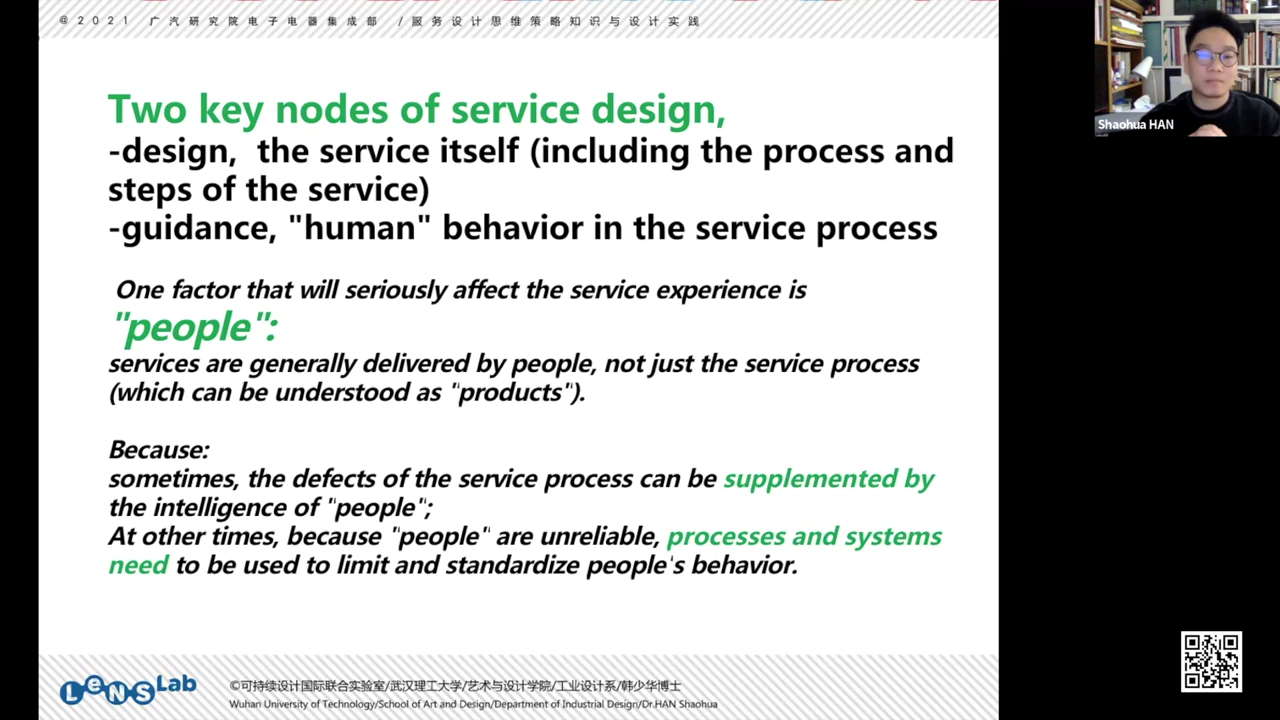 @2021 广汽研究院电子电器集成部 /服务设计思维策略知识与设计实践
Two key nodes of service design,
-design, the service itself (including the process and
steps of the service)
-guidance, "human" behavior in the service process
One factor that will seriously affect the service experience is
"people":
services are generally delivered by people, not just the service process
(which can be understood as "products").
Because:
sometimes, the defects of the service process can be supplemented by
the intelligence of "people";
At other times, because "people" are unreliable, processes and systems
need to be used to limit and standardize people's behavior.
LeNS Lab
©可持续设计国际联合实验室/武汉理工大学/艺术与设计学院/工业设计系/韩少华博士
Wuhan University of Technology/School of Art and Design/Department of Industrial Design/Dr.HAN Shaohua
Shaohua HAN